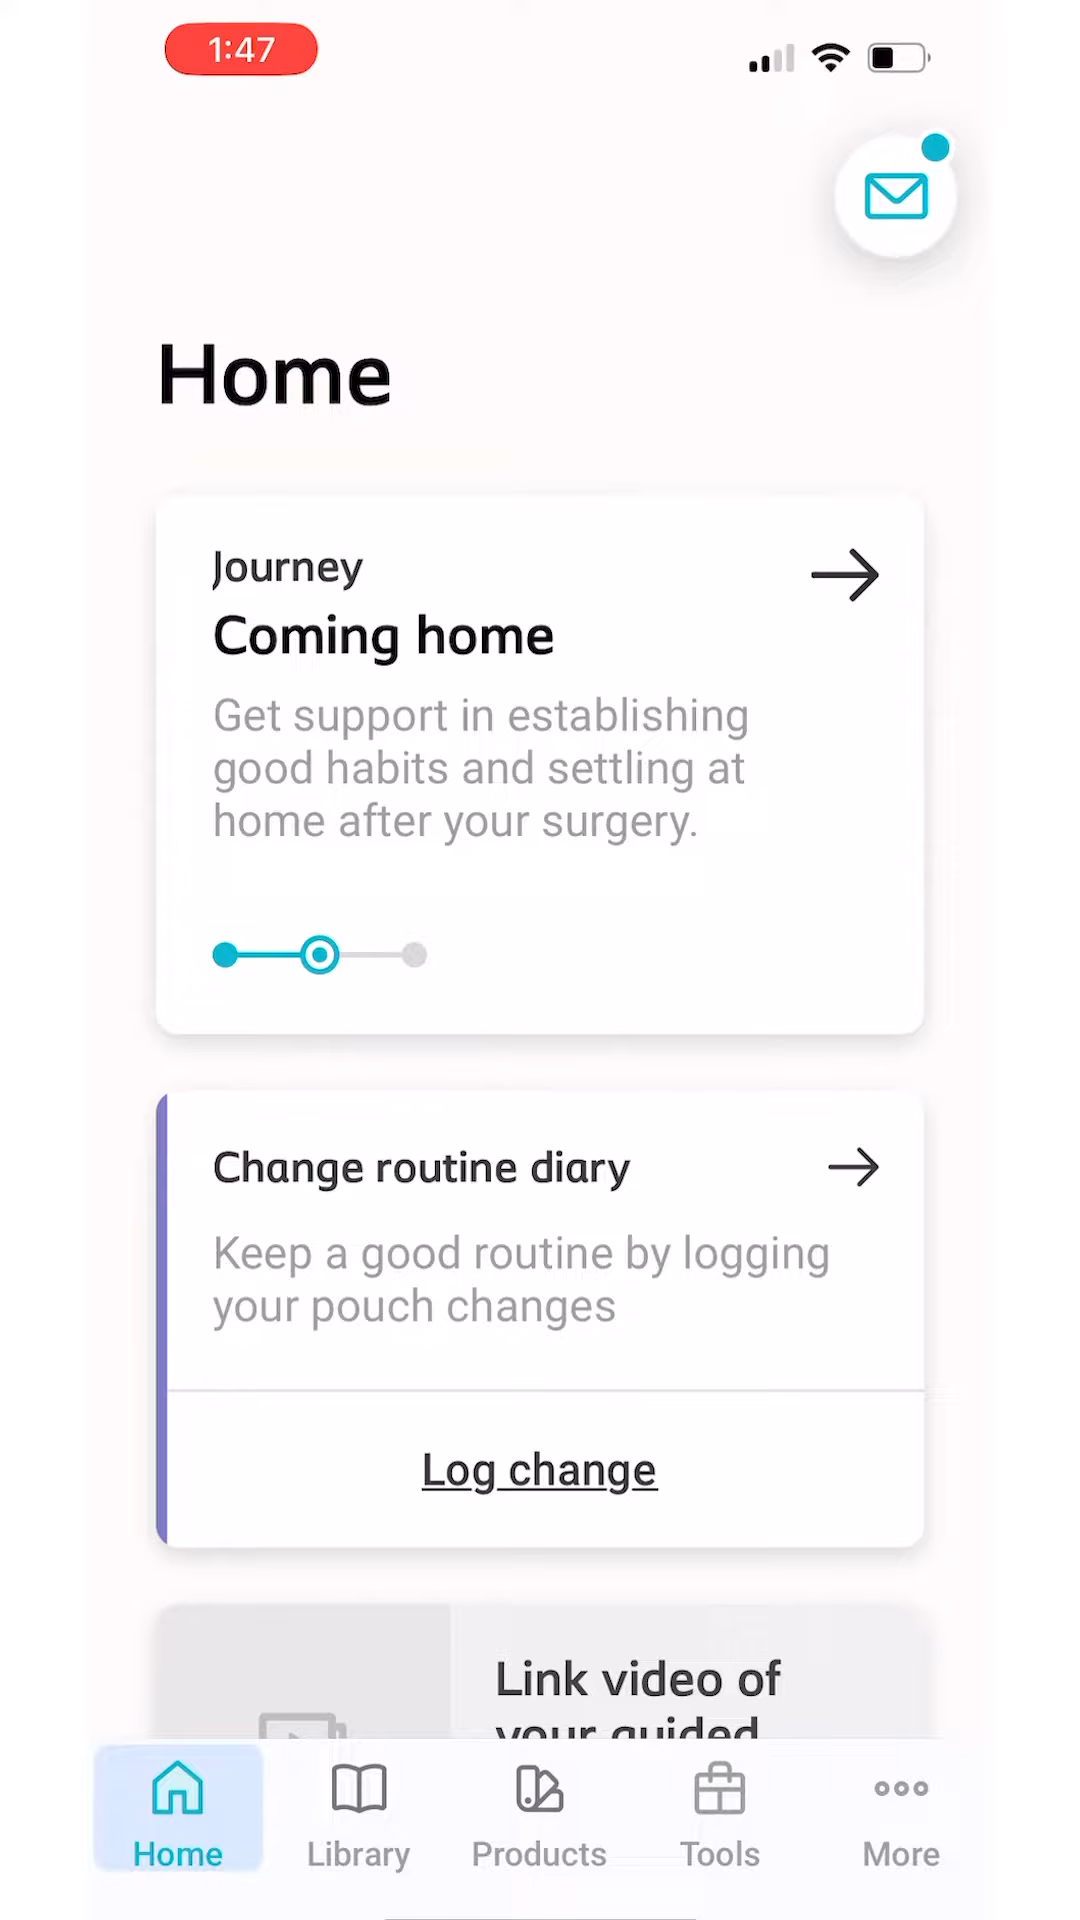 1:47
Home
Journey
Coming home
Get support in establishing
good habits and settling at
home after your surgery.
Change routine diary
Keep a good routine by logging
your pouch changes
Log change
Link video of
your guided
Home
Library
Products
Tools
More